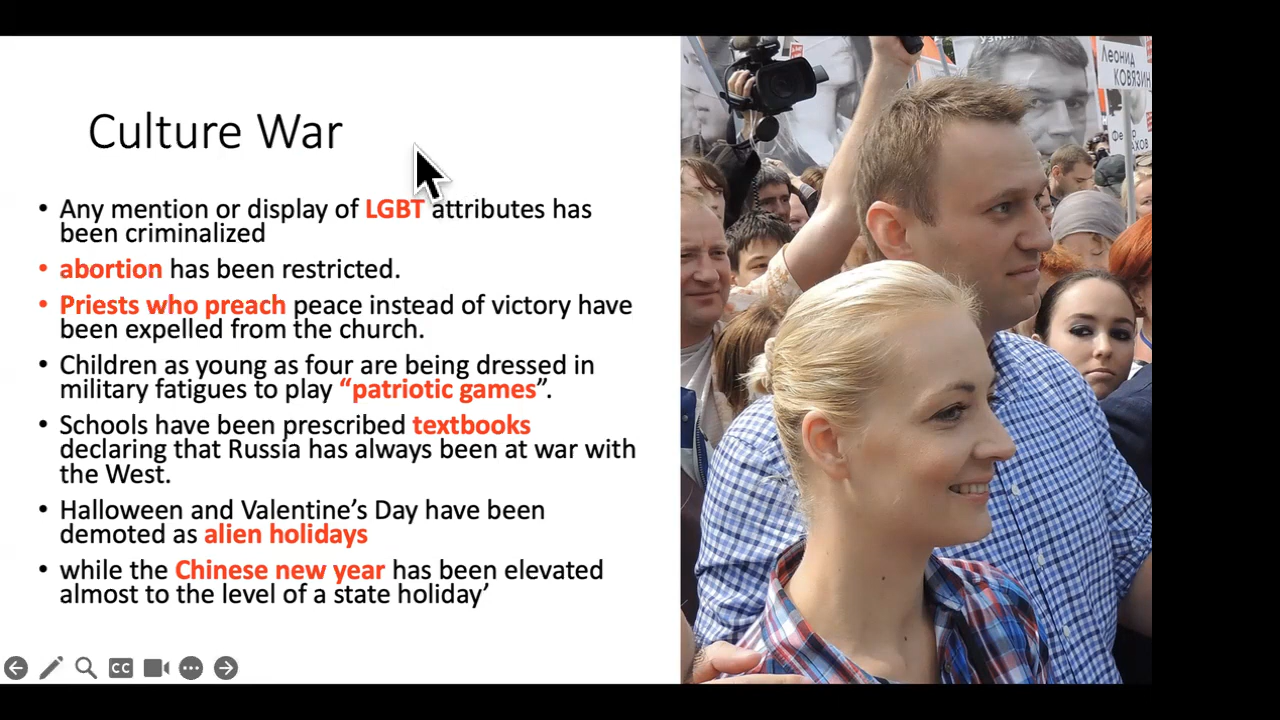 Culture War
• Any mention or display of LGBT attributes has
been criminalized
• abortion has been restricted.
• Priests who preach peace instead of victory have
been expelled from the church.
• Children as young as four are being dressed in
military fatigues to play “patriotic games”.
• Schools have been prescribed textbooks
declaring that Russia has always been at war with
the West.
• Halloween and Valentine’s Day have been
demoted as alien holidays
• while the Chinese new year has been elevated
almost to the level of a state holiday’
CC
Леонид
КОВЯЗИН